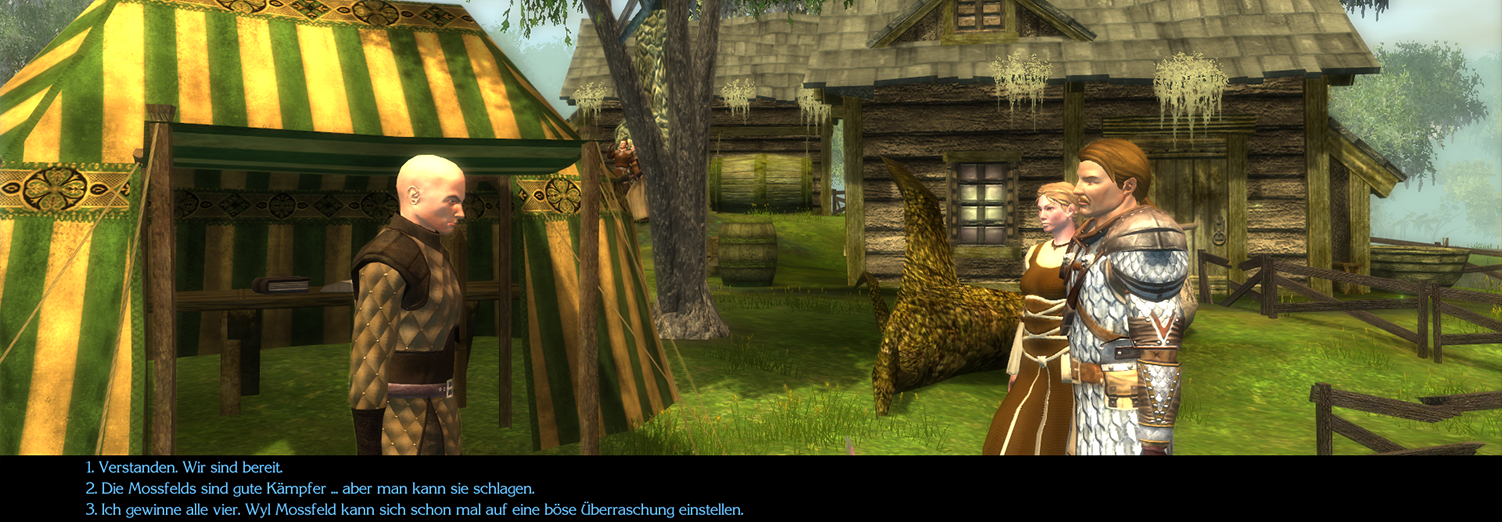 1. Verstanden. Wir sind bereit.
2. Die Mossfelds sind gute Kämpfer ... aber man kann sie schlagen.
3. Ich gewinne alle vier. Wyl Mossfeld kann sich schon mal auf eine böse Überraschung einstellen.